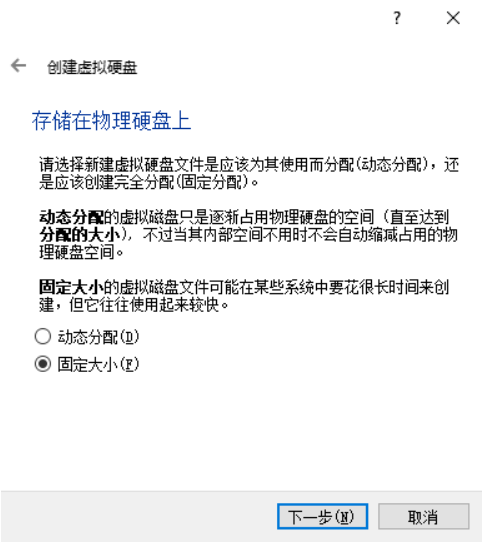 ?
创建虚拟硬盘
存储在物理硬盘上
请选择新建虚拟硬盘文件是应该为其使用而分配(动态分配)，还
是应该创建完全分配(固定分配)。
动态分配的虚拟磁盘只是逐渐占用物理硬盘的空间（直至达到
分配的大小)，不过当其内部空间不用时不会自动缩减占用的物
理硬盘空间。
固定大小的虚拟磁盘文件可能在某些系统中要花很长时间来创
建，但它往往使用起来较快。
动态分配(D)
固定大小(F)
下一步(N)
取消